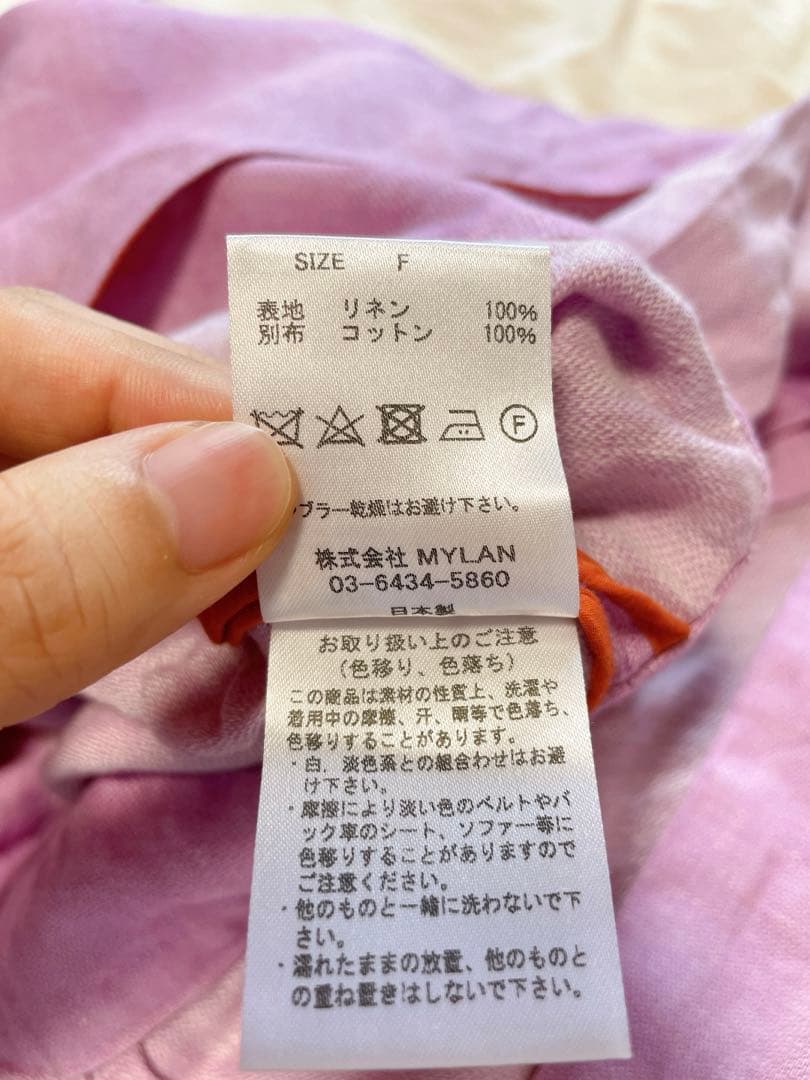 SIZE F
表地 リネン 100%
別布 コットン 100%
F
ブラー乾燥はお避け下さい。
株式会社 MYLAN
03-6434-5860
日本製
お取り扱い上のご注意
(色移り、色落ち)
この商品は素材の性質上、洗濯や
着用中の摩擦、汗、雨等で色落ち、
色移りすることがあります。
・白、淡色系との組合わせはお避
け下さい。
・摩擦により淡い色のベルトやバ
ック車のシート、ソファー等に
色移りすることがありますので
ご注意ください。
・他のものと一緒に洗わないで下
さい。
・濡れたままの放置、他のものと
の重ね置きはしないで下さい。